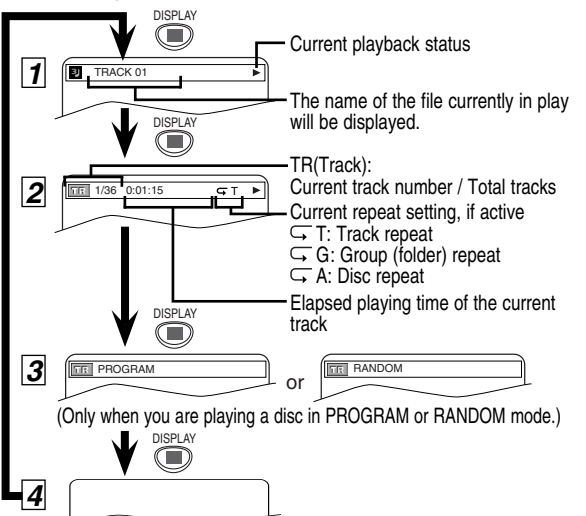 DISPLAY
Current playback status
1
TRACK 01
The name of the file currently in play
will be displayed.
DISPLAY
TR(Track):
Current track number / Total tracks
2
TR 1/36 0:01:15 T
Current repeat setting, if active
T: Track repeat
G: Group (folder) repeat
A: Disc repeat
Elapsed playing time of the current
track
DISPLAY
3
TR PROGRAM
or
TR RANDOM
(Only when you are playing a disc in PROGRAM or RANDOM mode.)
DISPLAY
4